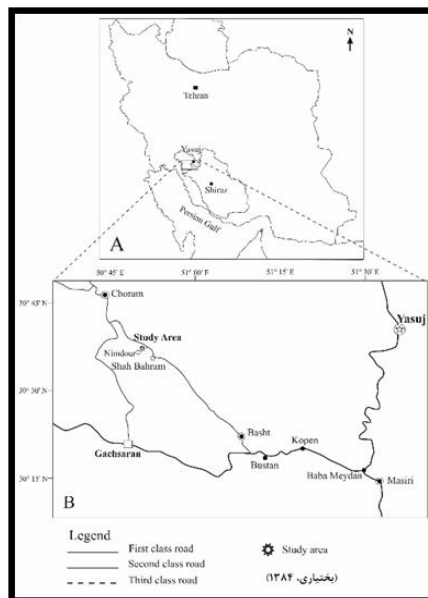 N
Tehran
Yasuj
Shiraz
Persian Gulf
A
50° 45' E
51° 00' E
51° 15' E
51° 30' E
30° 45' N
Choram
Yasuj
Study Area
Nimdour
Shah Bahram
30° 30' N
Basht
Kopen
Gachsaran
Bustan
Baba Meydan
30° 15' N
Masiri
B
Legend
First class road
Study area
Second class road
Third class road
(بختیاری، ۱۳۸۴)